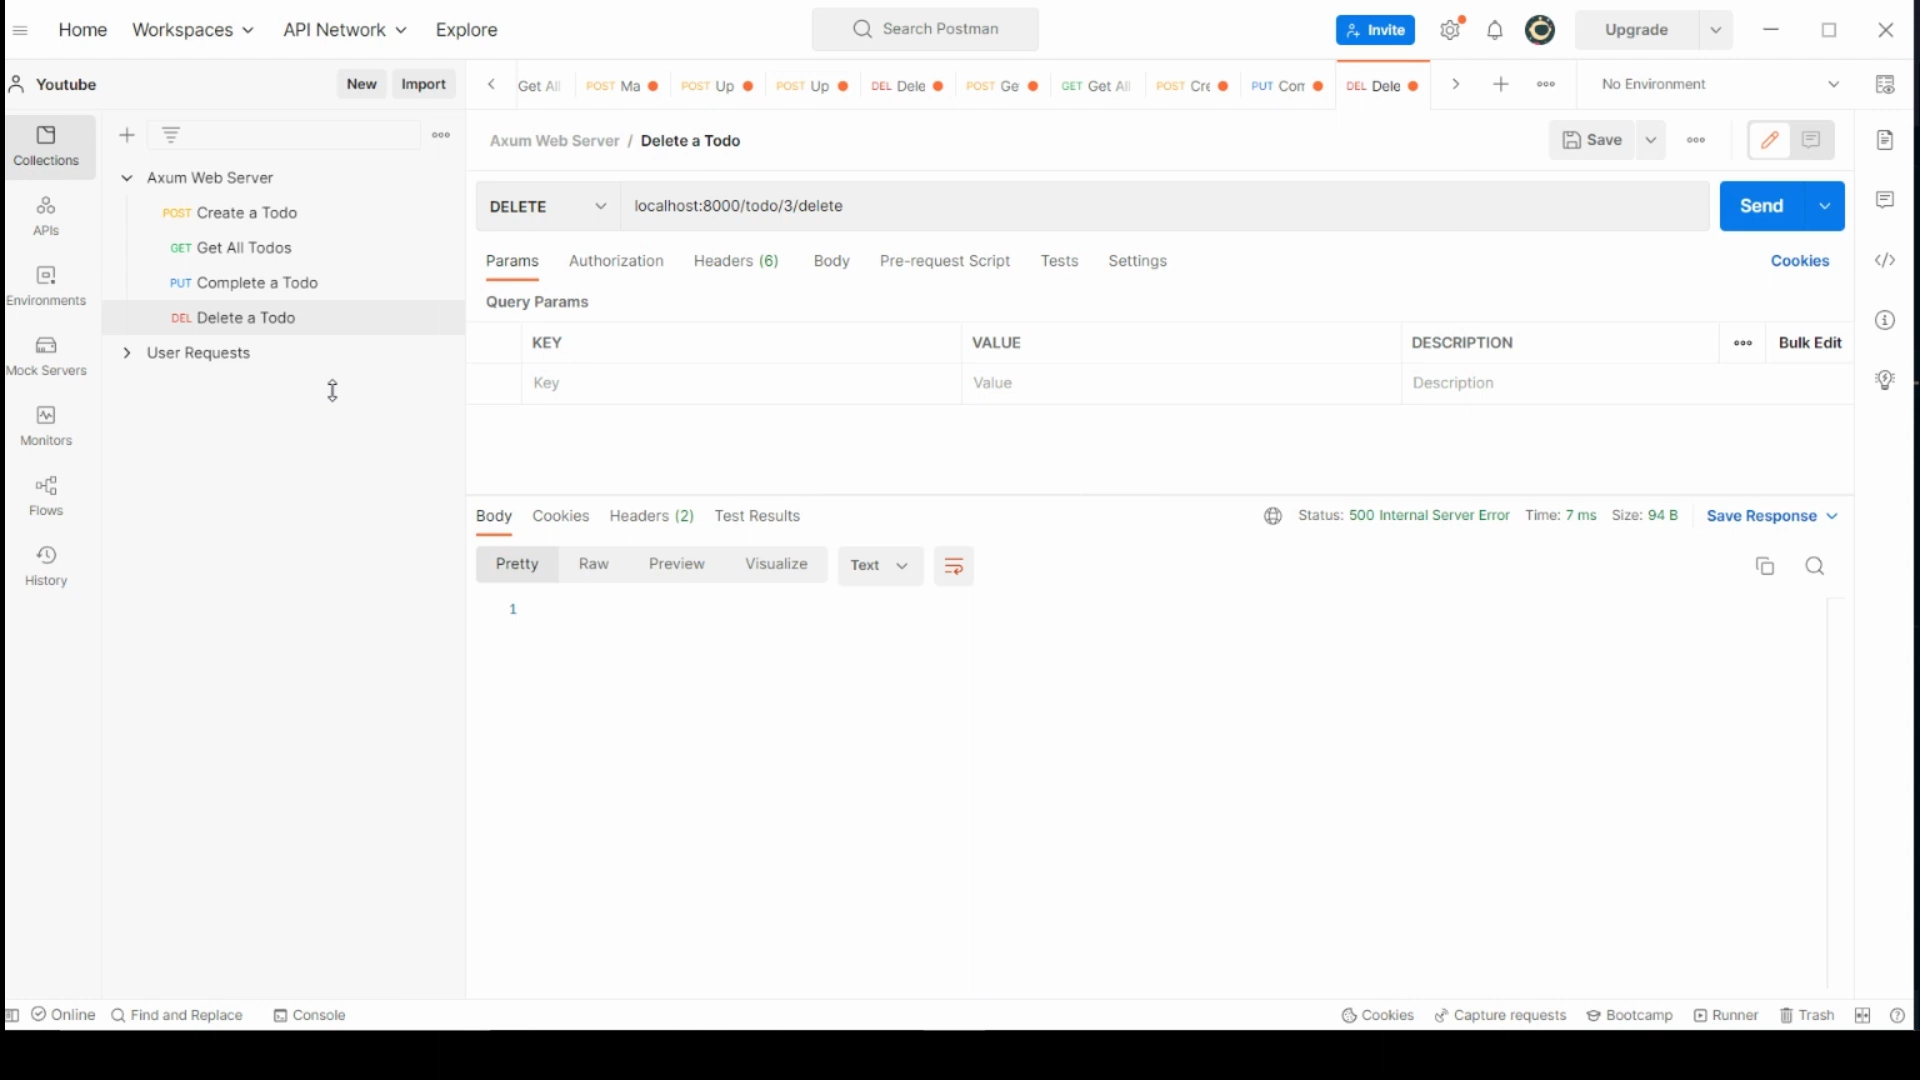 Home Workspaces API Network Explore Search Postman Invite Upgrade
Youtube New Import Get All POST Ma POST Up POST Up DEL Dele POST Ge GET Get All POST Cre PUT Com DEL Dele No Environment
Collections
Axum Web Server / Delete a Todo Save
Axum Web Server
POST Create a Todo
GET Get All Todos
PUT Complete a Todo
DEL Delete a Todo
User Requests
APIs
Environments
Mock Servers
Monitors
Flows
History
DELETE localhost:8000/todo/3/delete Send
Params Authorization Headers (6) Body Pre-request Script Tests Settings Cookies
Query Params
KEY VALUE DESCRIPTION Bulk Edit
Key Value Description
Body Cookies Headers (2) Test Results Status: 500 Internal Server Error Time: 7 ms Size: 94 B Save Response
Pretty Raw Preview Visualize Text
1
Online Find and Replace Console Cookies Capture requests Bootcamp Runner Trash